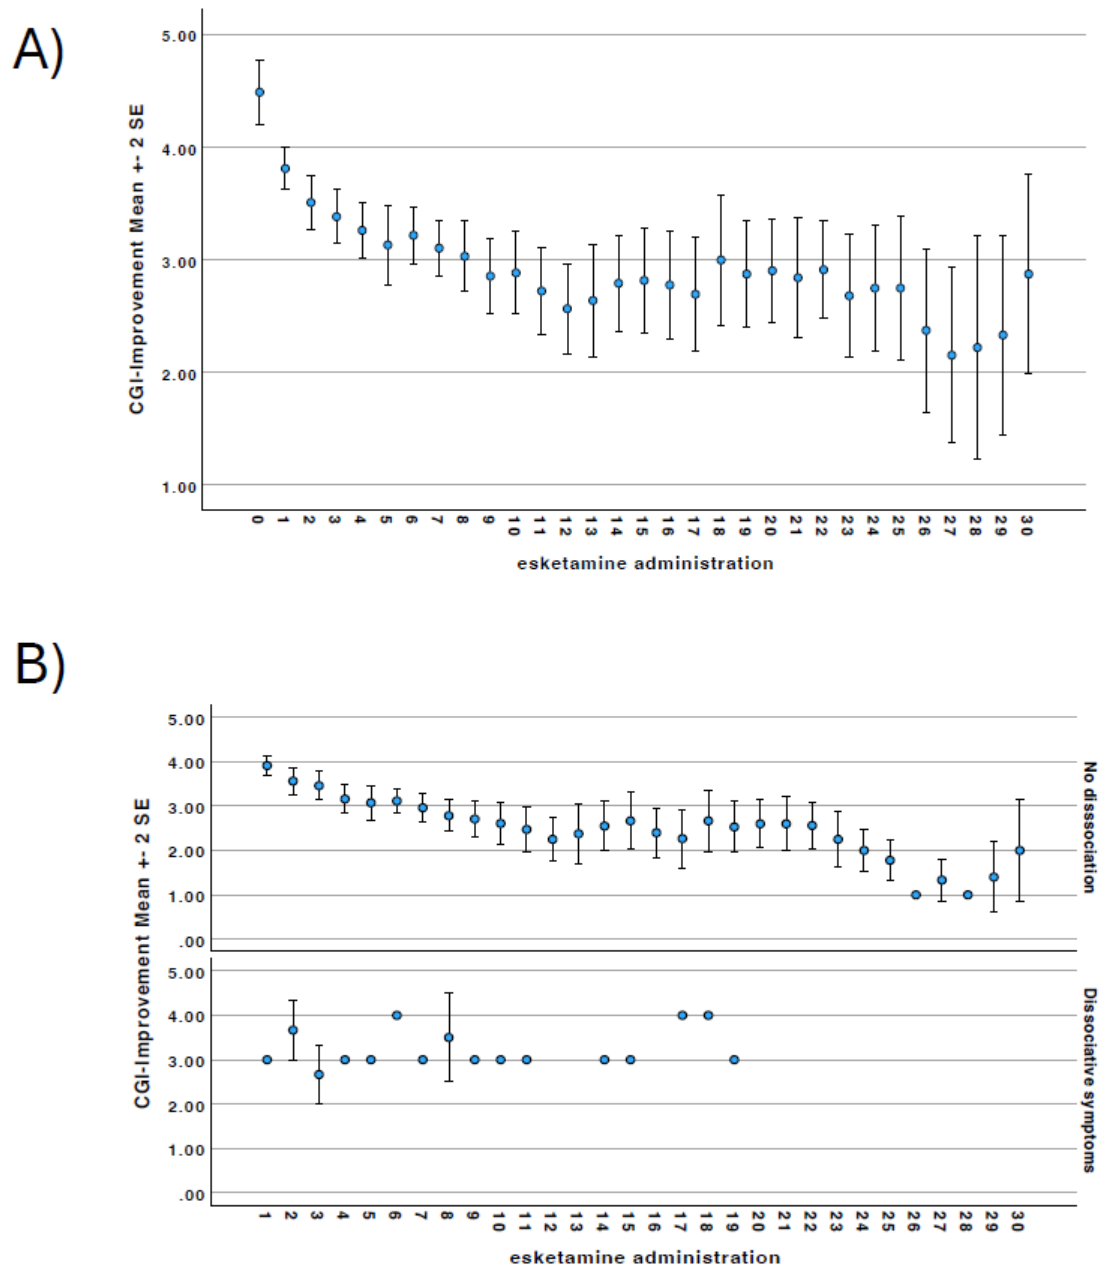 A)
5.00
4.00
3.00
2.00
1.00
CGI-Improvement Mean +- 2 SE
0 1 2 3 4 5 6 7 8 9 10 11 12 13 14 15 16 17 18 19 20 21 22 23 24 25 26 27 28 29 30
esketamine administration
B)
5.00
4.00
3.00
2.00
1.00
.00
No disssociation
CGI-Improvement Mean +- 2 SE
5.00
4.00
3.00
2.00
1.00
.00
Dissociative symptoms
1 2 3 4 5 6 7 8 9 10 11 12 13 14 15 16 17 18 19 20 21 22 23 24 25 26 27 28 29 30
esketamine administration